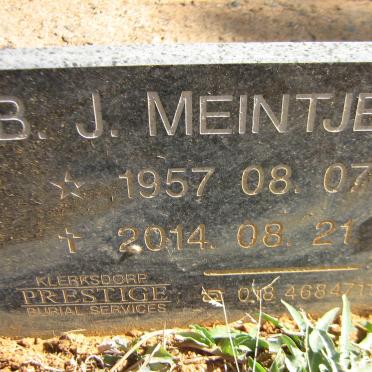 B. J. MEINTJE
☆ 1957 08. 07
✝ 2014. 08. 21
KLERKSDORP
PRESTIGE
BURIAL SERVICES
☎ 018 468471